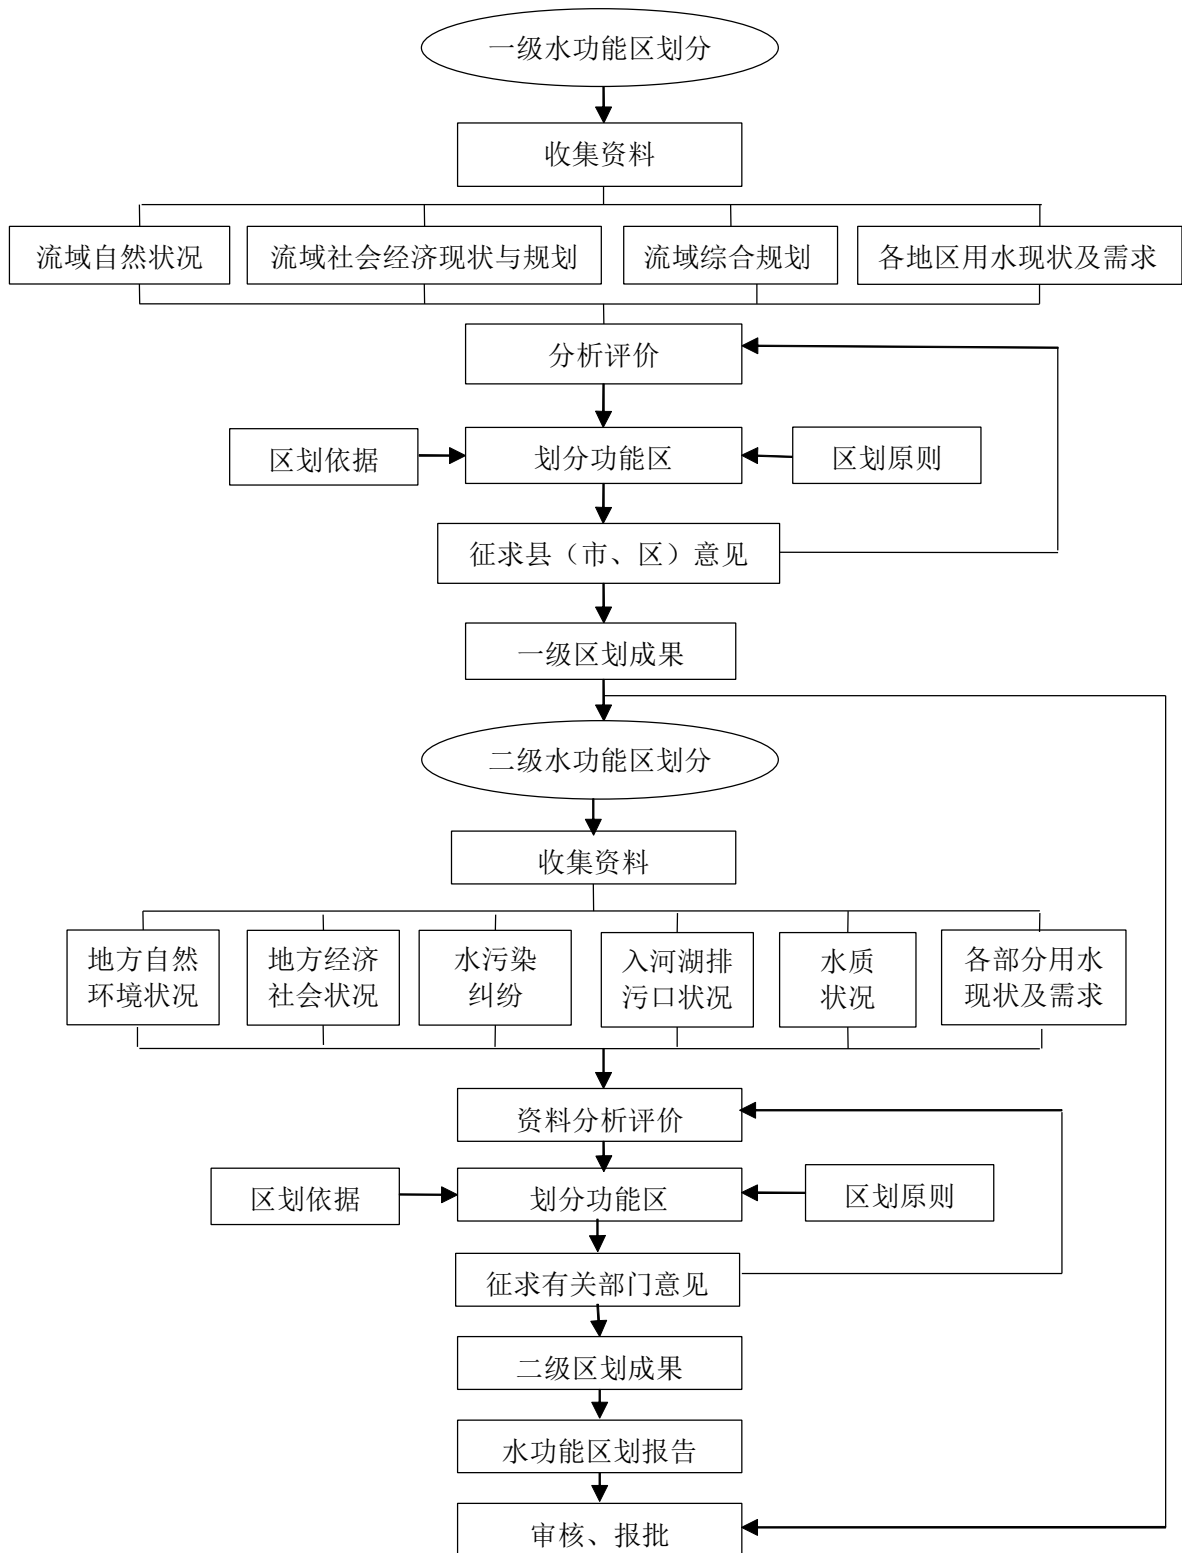 一级水功能区划分
收集资料
流域自然状况
流域社会经济现状与规划
流域综合规划
各地区用水现状及需求
分析评价
区划依据
划分功能区
区划原则
征求县（市、区）意见
一级区划成果
二级水功能区划分
收集资料
地方自然
环境状况
地方经济
社会状况
水污染
纠纷
入河湖排
污口状况
水质
状况
各部分用水
现状及需求
资料分析评价
区划依据
划分功能区
区划原则
征求有关部门意见
二级区划成果
水功能区划报告
审核、报批